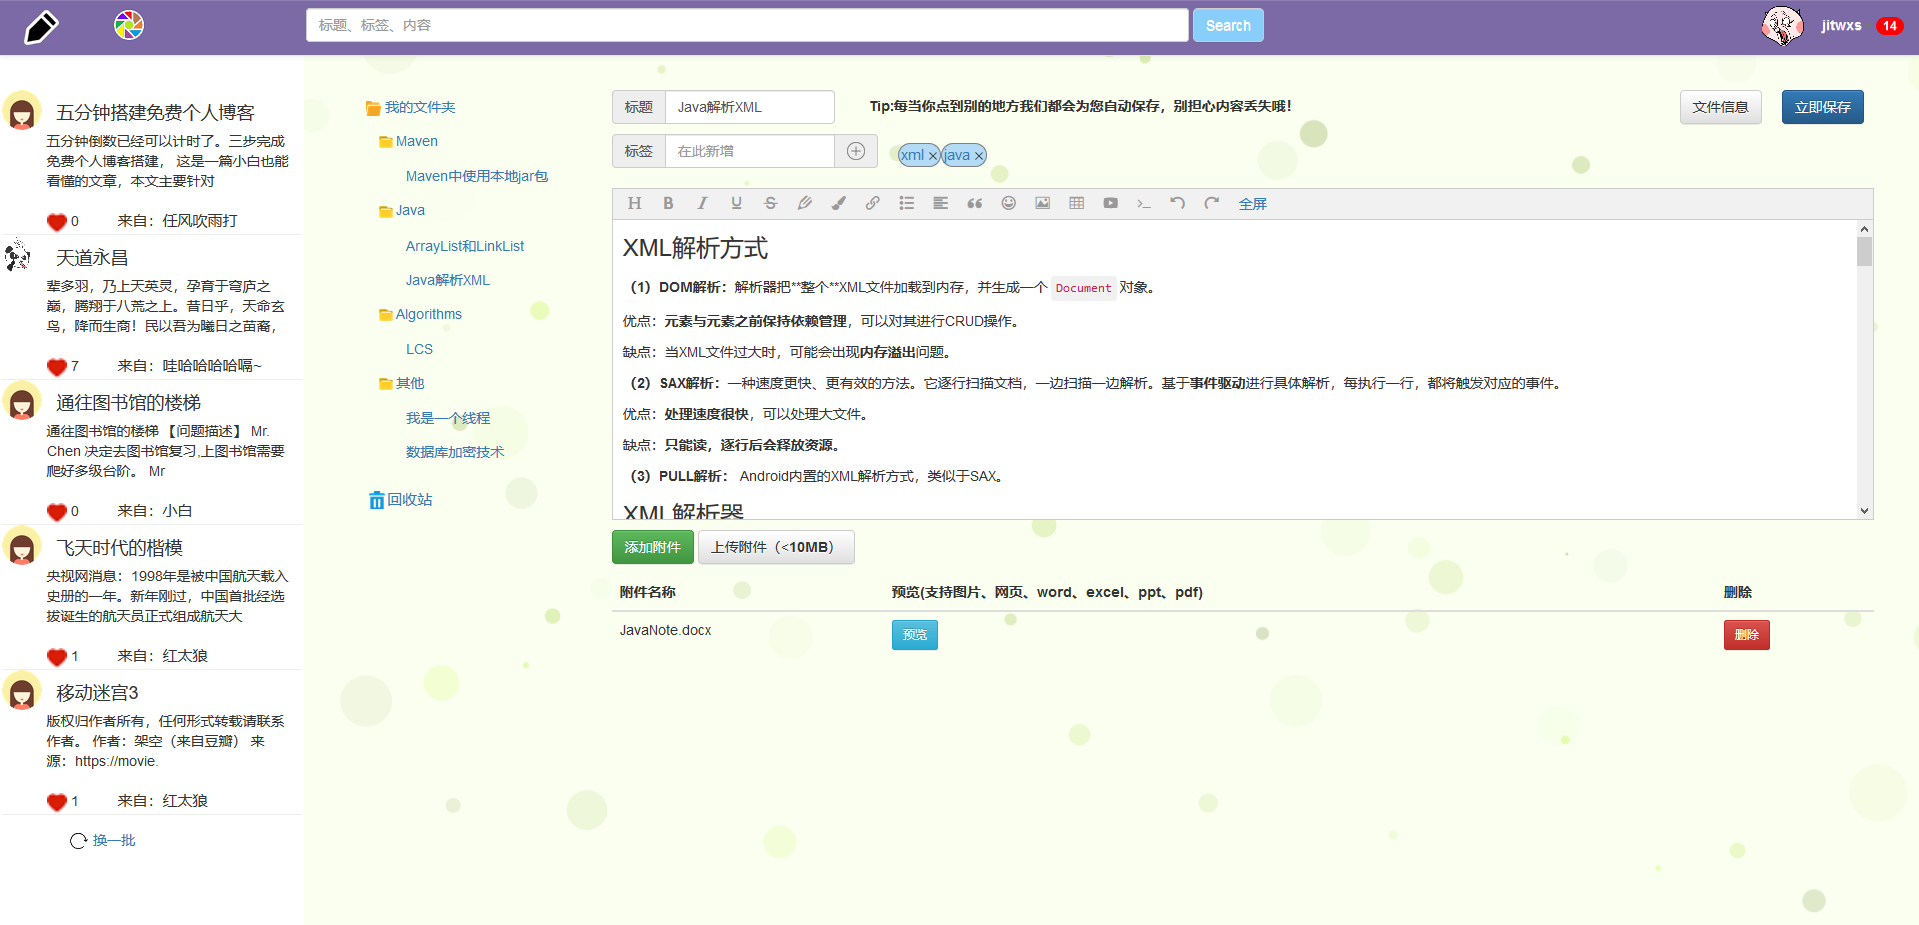 标题、标签、内容
Search
jitwxs
14
五分钟搭建免费个人博客
五分钟倒数已经可以计时了。三步完成
免费个人博客搭建， 这是一篇小白也能
看懂的文章，本文主要针对
0
来自：任风吹雨打
天道永昌
辈多羽，乃上天英灵，孕育于穹庐之
巅，腾翔于八荒之上。昔日乎，天命玄
鸟，降而生商！民以吾为曦日之苗裔，
7
来自：哇哈哈哈哈嗝~
通往图书馆的楼梯
通往图书馆的楼梯 【问题描述】 Mr.
Chen 决定去图书馆复习,上图书馆需要
爬好多级台阶。 Mr
0
来自：小白
飞天时代的楷模
央视网消息：1998年是被中国航天载入
史册的一年。新年刚过，中国首批经选
拔诞生的航天员正式组成航天大
1
来自：红太狼
移动迷宫3
版权归作者所有，任何形式转载请联系
作者。 作者：架空（来自豆瓣） 来
源：https://movie.
1
来自：红太狼
换一批
我的文件夹
Maven
Maven中使用本地jar包
Java
ArrayList和LinkList
Java解析XML
Algorithms
LCS
其他
我是一个线程
数据库加密技术
回收站
标题
Java解析XML
Tip:每当你点到别的地方我们都会为您自动保存，别担心内容丢失哦！
文件信息
立即保存
标签
在此新增
xml ×
java ×
全屏
XML解析方式
（1）DOM解析：解析器把**整个**XML文件加载到内存，并生成一个 Document 对象。
优点：元素与元素之前保持依赖管理，可以对其进行CRUD操作。
缺点：当XML文件过大时，可能会出现内存溢出问题。
（2）SAX解析：一种速度更快、更有效的方法。它逐行扫描文档，一边扫描一边解析。基于事件驱动进行具体解析，每执行一行，都将触发对应的事件。
优点：处理速度很快，可以处理大文件。
缺点：只能读，逐行后会释放资源。
（3）PULL解析： Android内置的XML解析方式，类似于SAX。
XML解析器
添加附件
上传附件（<10MB）
附件名称
预览(支持图片、网页、word、excel、ppt、pdf)
删除
JavaNote.docx
预览
删除